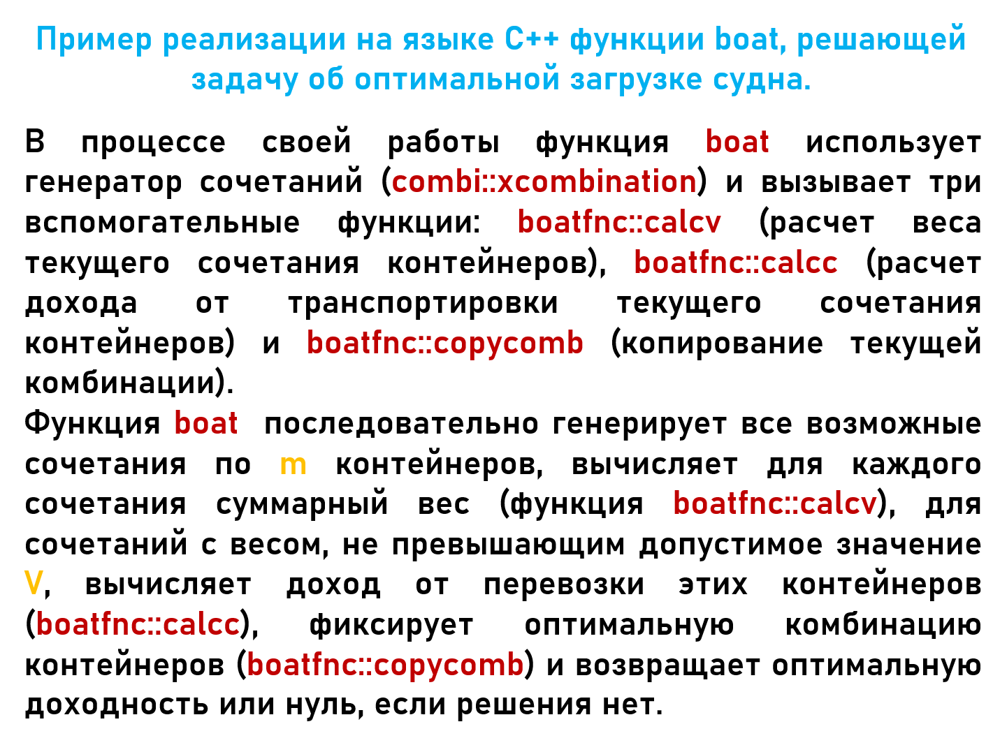 Пример реализации на языке C++ функции boat, решающей
задачу об оптимальной загрузке судна.
В процессе своей работы функция boat использует
генератор сочетаний (combi::xcombination) и вызывает три
вспомогательные функции: boatfnc::calcv (расчет веса
текущего сочетания контейнеров), boatfnc::calcc (расчет
дохода от транспортировки текущего сочетания
контейнеров) и boatfnc::copycomb (копирование текущей
комбинации).
Функция boat последовательно генерирует все возможные
сочетания по m контейнеров, вычисляет для каждого
сочетания суммарный вес (функция boatfnc::calcv), для
сочетаний с весом, не превышающим допустимое значение
V, вычисляет доход от перевозки этих контейнеров
(boatfnc::calcc), фиксирует оптимальную комбинацию
контейнеров (boatfnc::copycomb) и возвращает оптимальную
доходность или нуль, если решения нет.